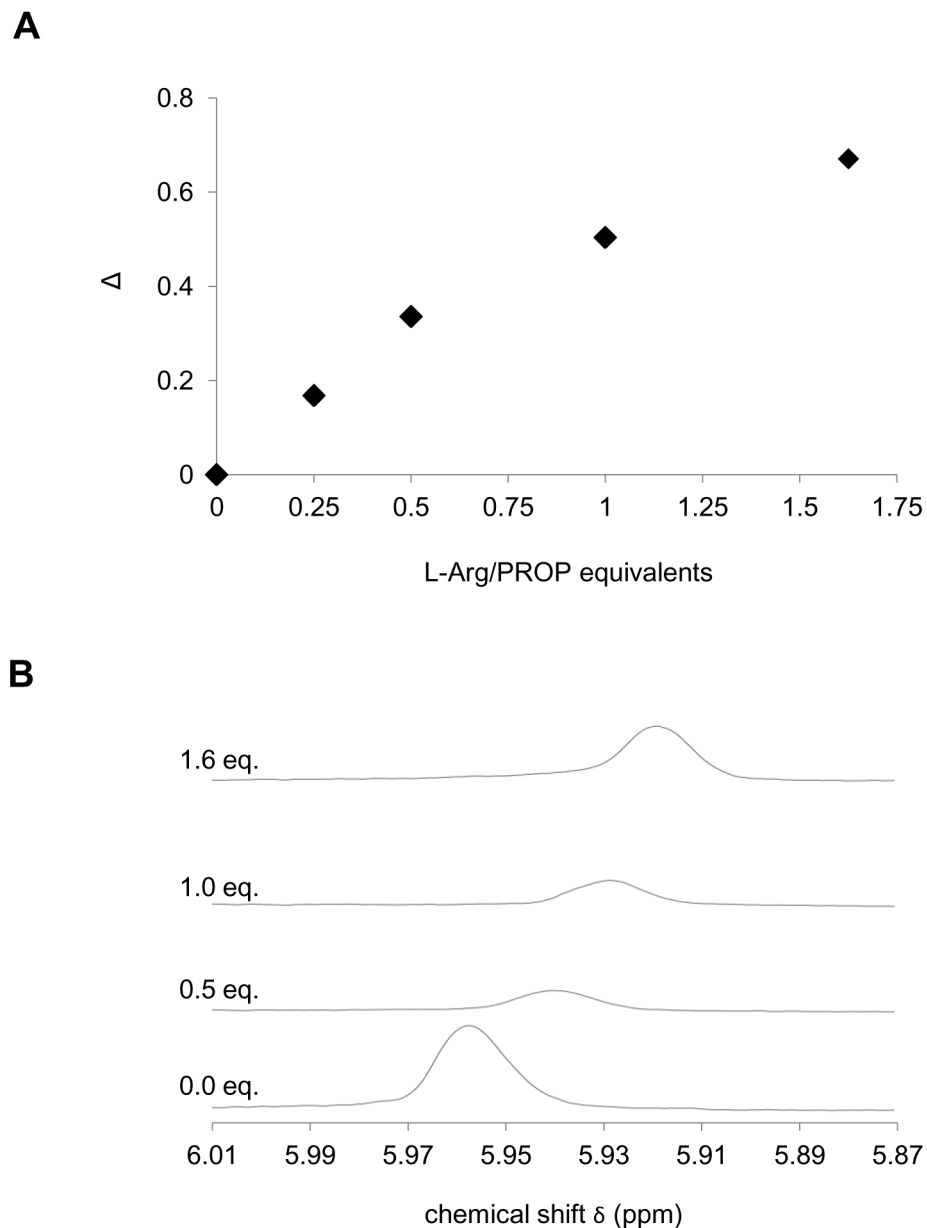 A
0.8
0.6
0.4
0.2
0
Δ
0 0.25 0.5 0.75 1 1.25 1.5 1.75
L-Arg/PROP equivalents
B
1.6 eq.
1.0 eq.
0.5 eq.
0.0 eq.
6.01 5.99 5.97 5.95 5.93 5.91 5.89 5.87
chemical shift δ (ppm)